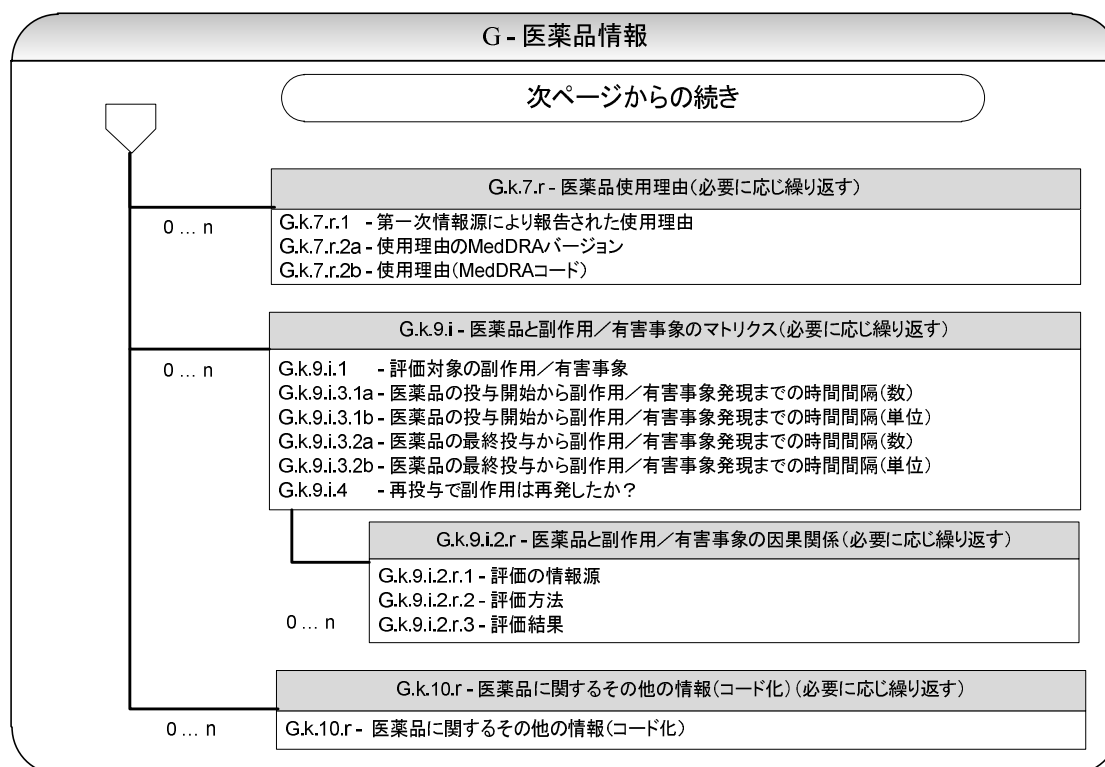 G - 医薬品情報
次ページからの続き
G.k.7.r - 医薬品使用理由(必要に応じ繰り返す)
0 … n
G.k.7.r.1 - 第一次情報源により報告された使用理由
G.k.7.r.2a - 使用理由のMedDRAバージョン
G.k.7.r.2b - 使用理由(MedDRAコード)
G.k.9.i - 医薬品と副作用／有害事象のマトリクス(必要に応じ繰り返す)
0 … n
G.k.9.i.1 - 評価対象の副作用／有害事象
G.k.9.i.3.1a - 医薬品の投与開始から副作用／有害事象発現までの時間間隔(数)
G.k.9.i.3.1b - 医薬品の投与開始から副作用／有害事象発現までの時間間隔(単位)
G.k.9.i.3.2a - 医薬品の最終投与から副作用／有害事象発現までの時間間隔(数)
G.k.9.i.3.2b - 医薬品の最終投与から副作用／有害事象発現までの時間間隔(単位)
G.k.9.i.4 - 再投与で副作用は再発したか？
G.k.9.i.2.r - 医薬品と副作用／有害事象の因果関係(必要に応じ繰り返す)
G.k.9.i.2.r.1 - 評価の情報源
G.k.9.i.2.r.2 - 評価方法
G.k.9.i.2.r.3 - 評価結果
0 … n
G.k.10.r - 医薬品に関するその他の情報(コード化) (必要に応じ繰り返す)
0 … n
G.k.10.r - 医薬品に関するその他の情報(コード化)